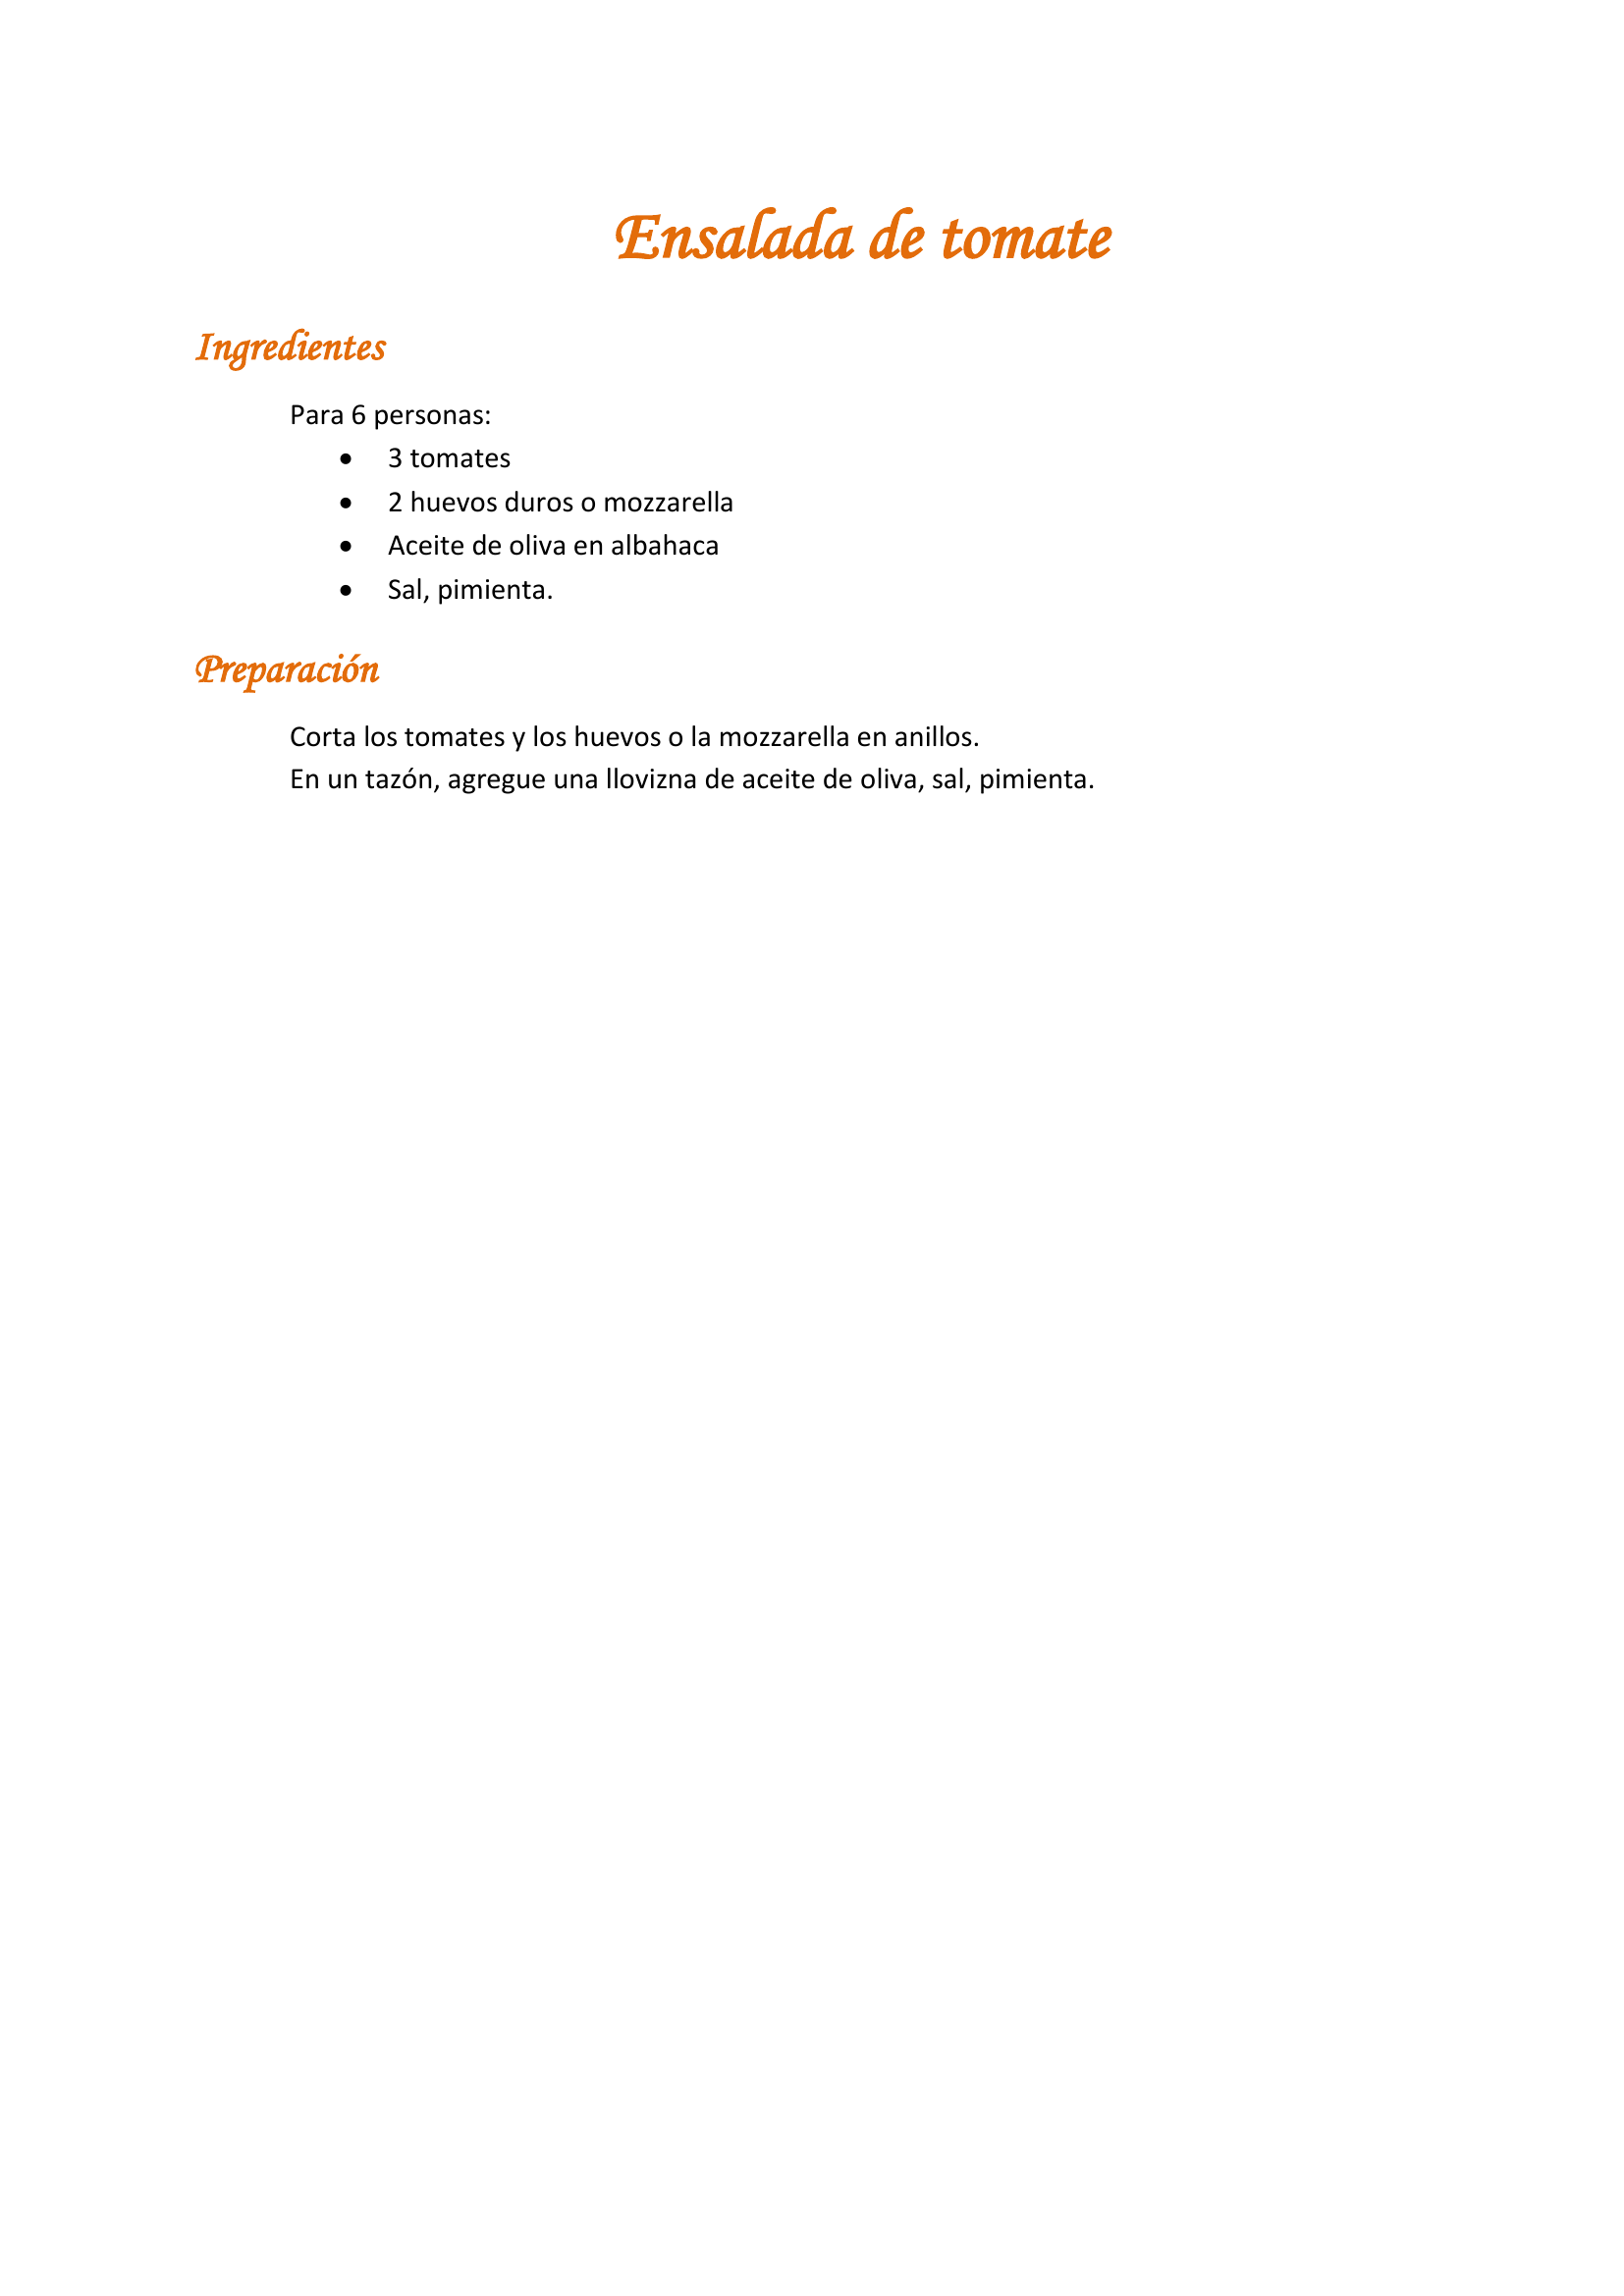 Ensalada de tomate
Ingredientes
Para 6 personas:
• 3 tomates
• 2 huevos duros o mozzarella
• Aceite de oliva en albahaca
• Sal, pimienta.
Preparación
Corta los tomates y los huevos o la mozzarella en anillos.
En un tazón, agregue una llovizna de aceite de oliva, sal, pimienta.